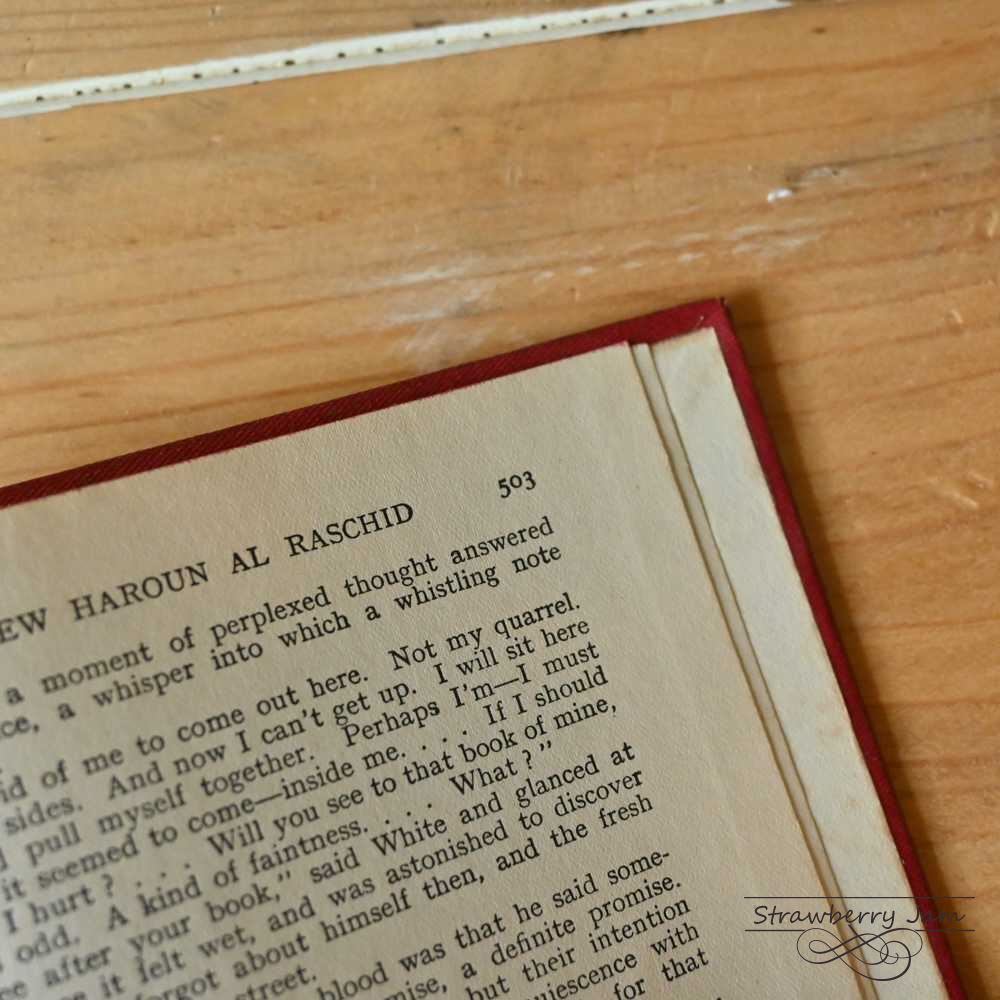 EW HAROUN AL RASCHID 503
a moment of perplexed thought answered
ce, a whisper into which a whistling note
id of me to come out here. Not my quarrel.
sides. And now I can't get up. I will sit here
pull myself together. Perhaps I'm—I must
it seemed to come—inside me. . . . If I should
I hurt? . . . Will you see to that book of mine,
odd. A kind of faintness. . . . What?"
e after your book," said White and glanced at
e it felt wet, and was astonished to discover
forgot about himself then, and the fresh
street.
blood was that he said some-
mise, a definite promise.
but their intention
uiescence with
for that
Strawberry Jam